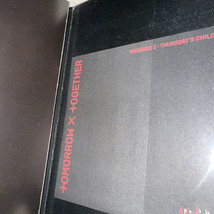 MINISODE 2 : THURSDAY'S CHILD
TOMORROW X TOGETHER